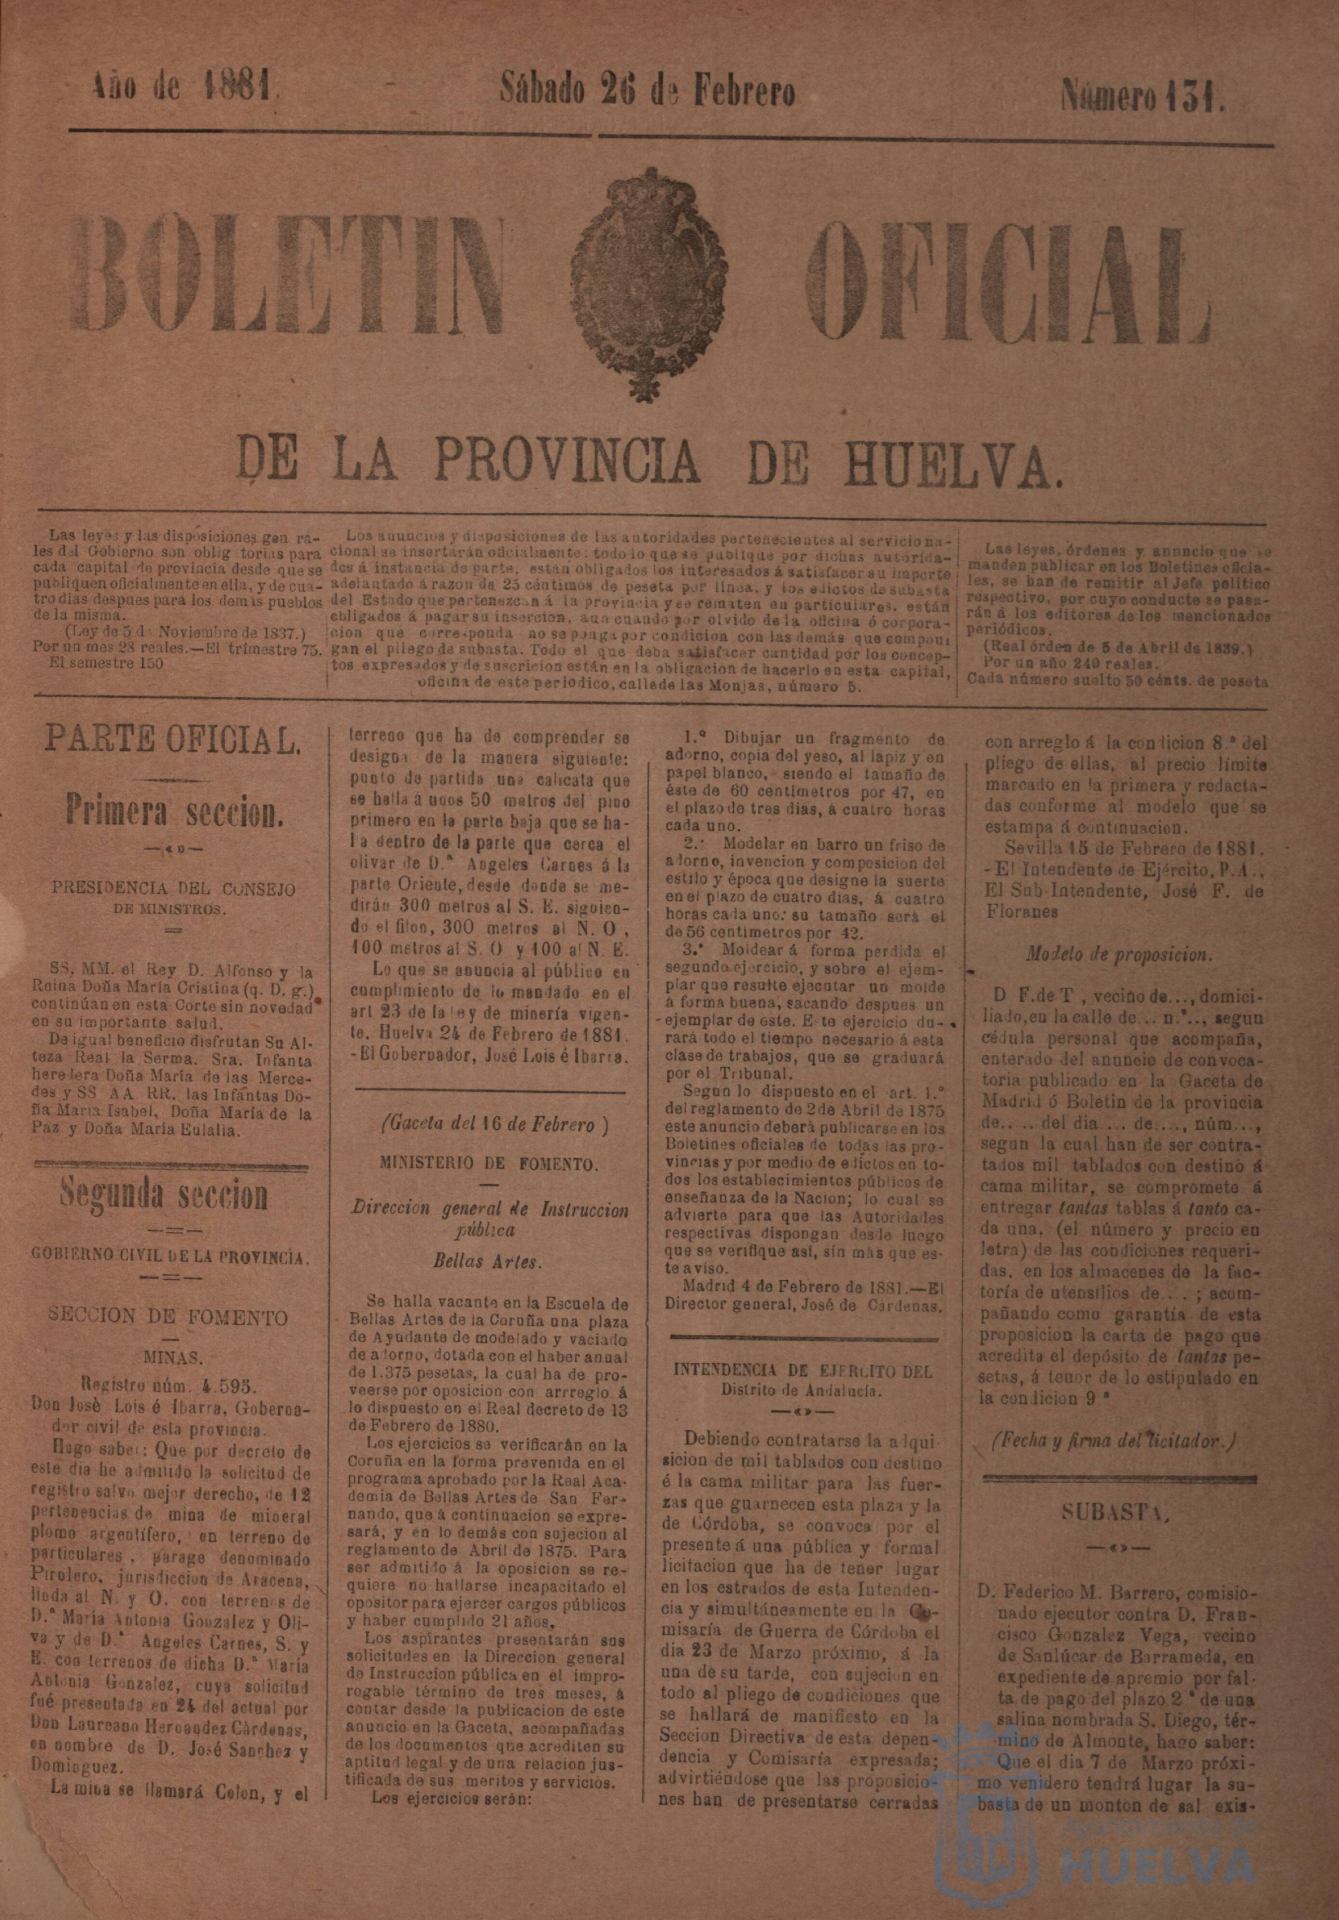 Año de 1881.
Sábado 26 de Febrero
Número 131.
BOLETIN OFICIAL
DE LA PROVINCIA DE HUELVA.
Las leyes y las disposiciones gen ra-
les del Gobierno son oblig torias para
cada capital de provincia desde que se
publiquen oficialmente en ella, y de cua-
tro dias despues para los demás pueblos
de la misma.
(Ley de 5 d Noviembre de 1837.)
Por un mes 28 reales.—El trimestre 75.
El semestre 150
Los anuncios y disposiciones de las autoridades pertenecientes al servicio na-
cional se insertarán oficialmente: todo lo que se publique por dichas autorida-
des á instancia de parte, están obligados los interesados á satisfacer su importe
adelantado á razon de 25 céntimos de peseta por línea, y los edictos de subasta
del Estado que pertenezcan á la provincia y se rematen en particulares, están
obligados á pagar su insercion, aun cuando por olvido de la oficina ó corpora-
cion que corresponda no se ponga por condicion con las demás que compon
gan el pliego de subasta. Todo el que deba satisfacer cantidad por los concep-
tos expresados y de suscricion están en la obligacion de hacerlo en esta capital,
oficina de este periodico, calle de las Monjas, número 5.
Las leyes, órdenes y anuncio que se
manden publicar en los Boletines oficia-
les, se han de remitir al Jefe político
respectivo, por cuyo conducte se pasa-
rán á los editores de los mencionados
periódicos.
(Real órden de 5 de Abril de 1839.)
Por un año 240 reales.
Cada número suelto 50 cénts. de peseta
PARTE OFICIAL.
Primera seccion.
PRESIDENCIA DEL CONSEJO
DE MINISTROS.
SS. MM. el Rey D. Alfonso y la
Reina Doña María Cristina (q. D. g.)
continúan en esta Corte sin novedad
en su importante salud.
De igual beneficio disfrutan Su Al-
teza Real la Serma. Sra. Infanta
heredera Doña María de las Merce-
des y SS AA. RR. las Infantas Do-
ña María Isabel, Doña María de la
Paz y Doña María Eulalia.
Segunda seccion
GOBIERNO CIVIL DE LA PROVINCIA.
SECCION DE FOMENTO
MINAS.
Registro núm. 4.595.
Don José Lois é Ibarra, Goberna-
dor civil de esta provincia.
Hago saber: Que por decreto de
este dia he admitido la solicitud de
registro salvo mejor derecho, de 12
pertenencias de mina de mineral
plomo argentífero, en terreno de
particulares, parage denominado
Pirolero, jurisdiccion de Aracena,
linda al N. y O. con terrenos de
D.ª María Antonia Gonzalez y Oli-
va y de D.ª Angeles Carnes, S. y
E. con terrenos de dicha D.ª María
Antonia Gonzalez, cuya solicitud
fué presentada en 24 del actual por
Don Laureano Hernandez Cárdenas,
en nombre de D. José Sanchez y
Dominguez.
La mina se llamará Colon, y el
terreno que ha de comprender se
designa de la manera siguiente:
punto de partida una calicata que
se halla á unos 50 metros del pino
primero en la parte baja que se ha-
la dentro de la parte que cerca el
olivar de D.ª Angeles Carnes á la
parte Oriente, desde donde se me-
dirán 300 metros al S. E. siguien-
do el filon, 300 metros al N. O,
100 metros al S. O y 100 al N. E.
Lo que se anuncia al público en
cumplimiento de lo mandado en el
art 23 de la ley de minería vigen-
te. Huelva 24 de Febrero de 1881.
-El Gobernador, José Lois é Ibarra.
(Gaceta del 16 de Febrero )
MINISTERIO DE FOMENTO.
Direccion general de Instruccion
pública
Bellas Artes.
Se halla vacante en la Escuela de
Bellas Artes de la Coruña una plaza
de Ayudante de modelado y vaciado
de adorno, dotada con el haber anual
de 1.375 pesetas, la cual ha de pro-
veerse por oposicion con arreglo á
lo dispuesto en el Real decreto de 13
de Febrero de 1880.
Los ejercicios se verificarán en la
Coruña en la forma prevenida en el
programa aprobado por la Real Aca-
demia de Bellas Artes de San Fer-
nando, que á continuacion se expre-
sará, y en lo demás con sujecion al
reglamento de Abril de 1875. Para
ser admitido á la oposicion se re-
quiere no hallarse incapacitado el
opositor para ejercer cargos públicos
y haber cumplido 21 años,
Los aspirantes presentarán sus
solicitudes en la Direccion general
de Instruccion pública en el impro-
rogable término de tres meses, á
contar desde la publicacion de este
anuncio en la Gaceta, acompañadas
de los documentos que acrediten su
aptitud legal y de una relacion jus-
tificada de sus meritos y servicios.
Los ejercicios serán:
1.º Dibujar un fragmento de
adorno, copia del yeso, al lapiz y en
papel blanco, siendo el tamaño de
éste de 60 centímetros por 47, en
el plazo de tres dias, á cuatro horas
cada uno.
2.º Modelar en barro un friso de
adorno, invencion y composicion del
estilo y época que designe la suerte
en el plazo de cuatro dias, á cuatro
horas cada uno: su tamaño será el
de 56 centímetros por 42.
3.º Moldear á forma perdida el
segundo ejercicio, y sobre el ejem-
plar que resulte ejecutar un molde
á forma buena, sacando despues un
ejemplar de este. E te ejercicio du-
rará todo el tiempo necesario á esta
clase de trabajos, que se graduará
por el Tribunal.
Segun lo dispuesto en el art. 1.º
del reglamento de 2 de Abril de 1875
este anuncio deberá publicarse en los
Boletines oficiales de todas las pro-
vincias y por medio de edictos en to-
dos los establecimientos públicos de
enseñanza de la Nacion; lo cual se
advierte para que las Autoridades
respectivas dispongan desde luego
que se verifique así, sin más que es-
te aviso.
Madrid 4 de Febrero de 1881.—El
Director general, José de Cárdenas.
INTENDENCIA DE EJERCITO DEL
Distrito de Andalucía.
Debiendo contratarse la adqui
sicion de mil tablados con destino
é la cama militar para las fuer-
zas que guarnecen esta plaza y la
de Córdoba, se convoca por el
presente á una pública y formal
licitacion que ha de tener lugar
en los estrados de esta Intenden-
cia y simultáneamente en la Co-
misaría de Guerra de Córdoba el
dia 23 de Marzo próximo, á la
una de su tarde, con sujecion en
todo al pliego de condiciones que
se hallará de manifiesto en la
Seccion Directiva de esta depen-
dencia y Comisaría expresada;
advirtiéndose que las proposicio-
nes han de presentarse cerradas
con arreglo á la condicion 8.ª del
pliego de ellas, al precio límite
marcado en la primera y redacta-
das conforme al modelo que se
estampa á continuacion.
Sevilla 15 de Febrero de 1881.
-El Intendente de Ejército, P. A.,
El Sub-Intendente, José F. de
Floranes
Modelo de proposicion.
D F. de T , vecino de..., domici-
liado, en la calle de... n.º.., segun
cédula personal que acompaña,
enterado del anuncio de convoca-
toria publicado en la Gaceta de
Madrid ó Boletin de la provincia
de.... del dia... de...., núm...,
segun la cual han de ser contra-
tados mil tablados con destino á
cama militar, se compromete á
entregar tantas tablas á tanto ca-
da una, (el número y precio en
letra) de las condiciones requeri-
das, en los almacenes de la fac-
toría de utensilios de... ; acom-
pañando como garantía de esta
proposicion la carta de pago que
acredita el depósito de tantas pe-
setas, á tenor de lo estipulado en
la condicion 9 ª
(Fecha y firma del licitador.)
SUBASTA.
D. Federico M. Barrero, comisio-
nado ejecutor contra D. Fran-
cisco Gonzalez Vega, vecino
de Sanlúcar de Barrameda, en
expediente de apremio por fal-
ta de pago del plazo 2.º de una
salina nombrada S. Diego, tér-
mino de Almonte, hago saber:
Que el dia 7 de Marzo próxi-
mo venidero tendrá lugar la su-
basta de un monton de sal exis-
Ayuntamiento de
HUELVA